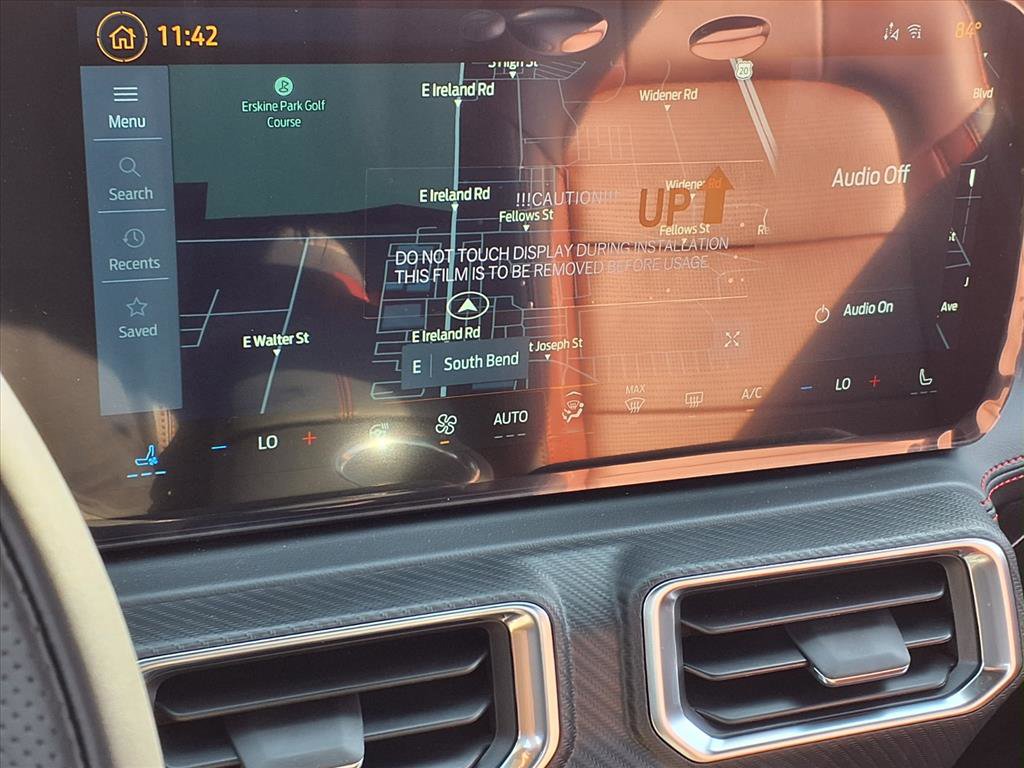 11:42
84°
Menu
Search
Recents
Saved
Erskine Park Golf
Course
S High St
E Ireland Rd
Widener Rd
20
Blvd
E Ireland Rd
!!!CAUTION!!!
UP
Widener Rd
Audio Off
Fellows St
Fellows St
DO NOT TOUCH DISPLAY DURING INSTALLATION
THIS FILM IS TO BE REMOVED BEFORE USAGE
E Walter St
E Ireland Rd
t Joseph St
Audio On
Ave
E South Bend
LO
AUTO
MAX
A/C
LO